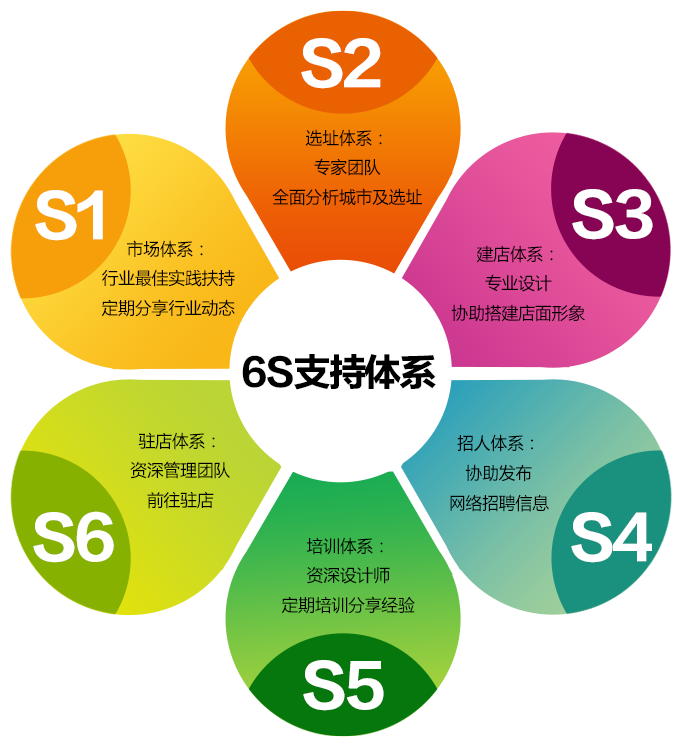 6S支持体系
S1
市场体系：
行业最佳实践扶持
定期分享行业动态
S2
选址体系：
专家团队
全面分析城市及选址
S3
建店体系：
专业设计
协助搭建店面形象
S4
招人体系：
协助发布
网络招聘信息
S5
培训体系：
资深设计师
定期培训分享经验
S6
驻店体系：
资深管理团队
前往驻店